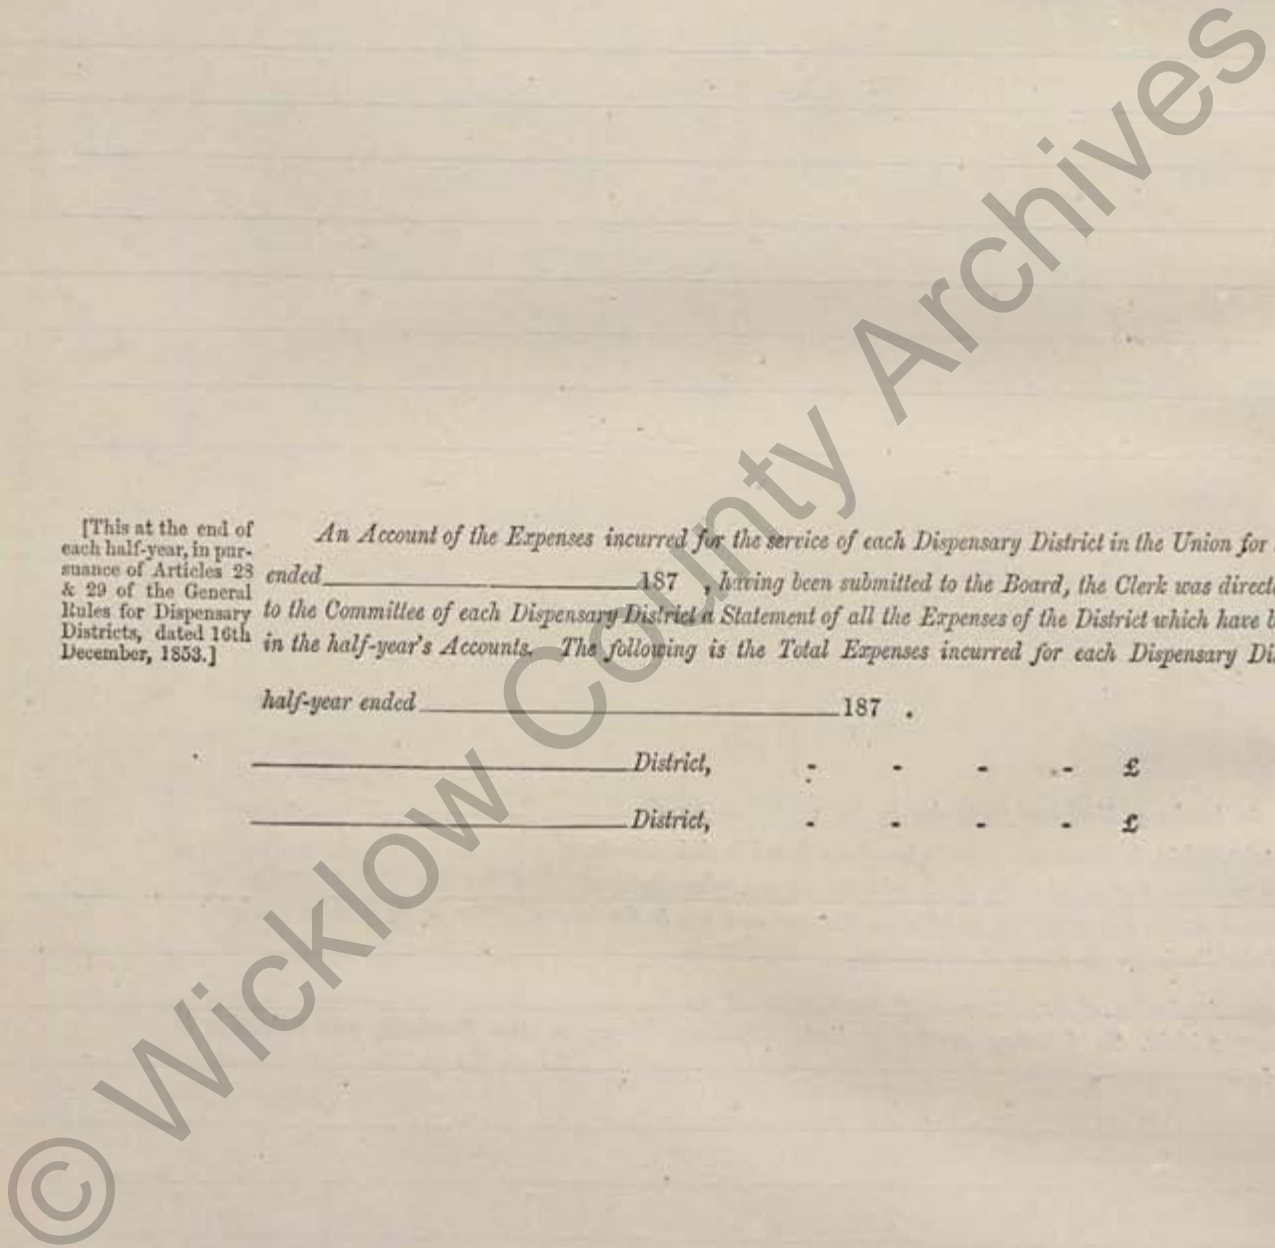 [This at the end of
each half-year, in pur-
suance of Articles 28
& 29 of the General
Rules for Dispensary
Districts, dated 16th
December, 1853.]
An Account of the Expenses incurred for the service of each Dispensary District in the Union for
ended 187 , having been submitted to the Board, the Clerk was direct
to the Committee of each Dispensary District a Statement of all the Expenses of the District which have b
in the half-year's Accounts. The following is the Total Expenses incurred for each Dispensary Di
half-year ended 187 .
District, - - - - £
District, - - - - £
© Wicklow County Archives